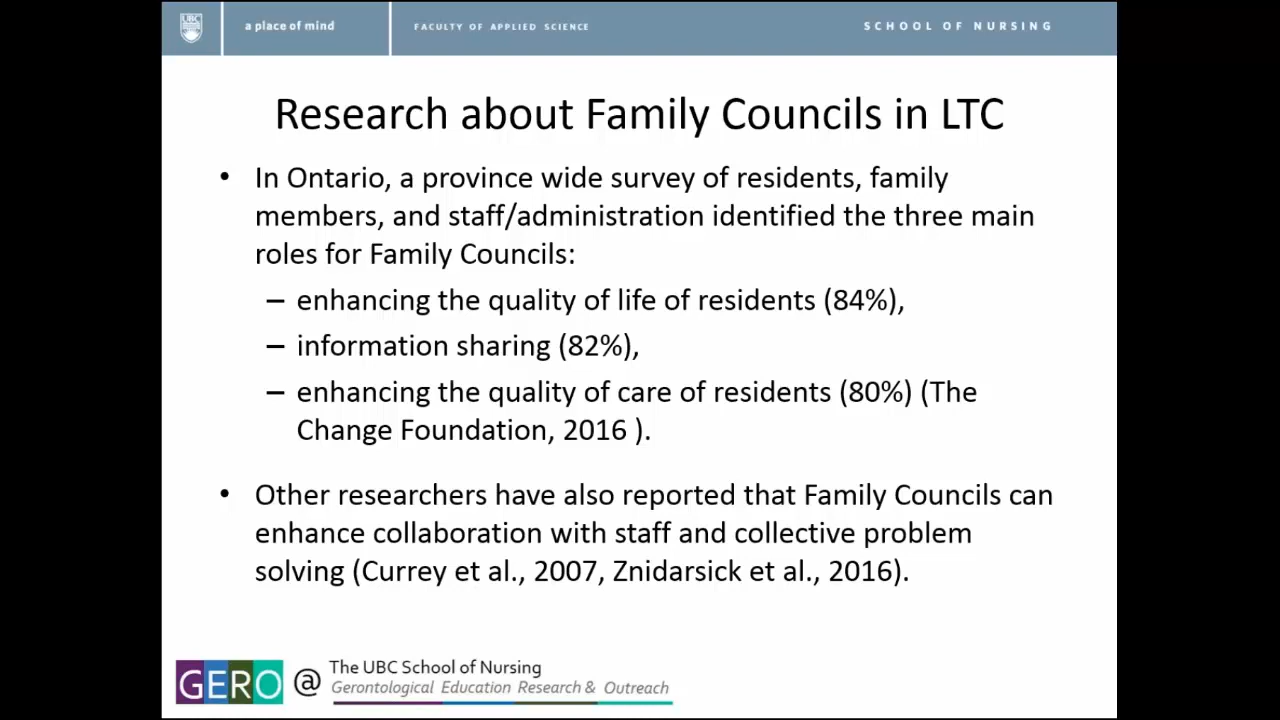 UBC
a place of mind
FACULTY OF APPLIED SCIENCE
SCHOOL OF NURSING
Research about Family Councils in LTC
• In Ontario, a province wide survey of residents, family
members, and staff/administration identified the three main
roles for Family Councils:
– enhancing the quality of life of residents (84%),
– information sharing (82%),
– enhancing the quality of care of residents (80%) (The
Change Foundation, 2016 ).
• Other researchers have also reported that Family Councils can
enhance collaboration with staff and collective problem
solving (Currey et al., 2007, Znidarsick et al., 2016).
GERO @ The UBC School of Nursing
Gerontological Education Research & Outreach